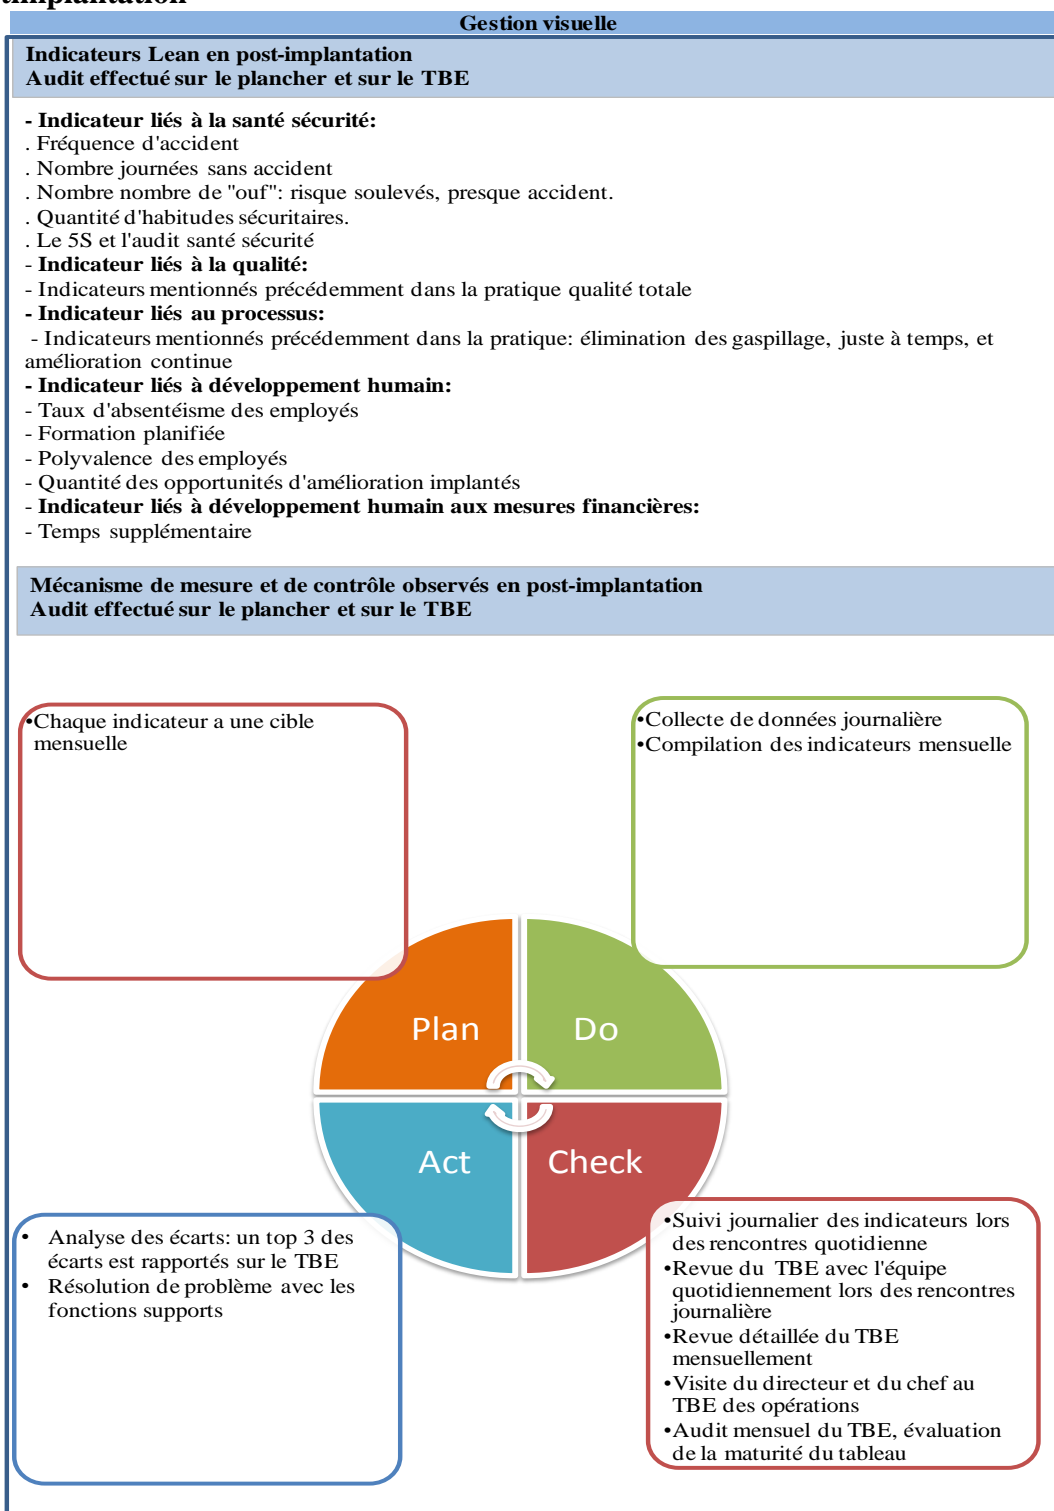 Gestion visuelle
Indicateurs Lean en post-implantation
Audit effectué sur le plancher et sur le TBE
- Indicateur liés à la santé sécurité:
. Fréquence d'accident
. Nombre journées sans accident
. Nombre nombre de "ouf": risque soulevés, presque accident.
. Quantité d'habitudes sécuritaires.
. Le 5S et l'audit santé sécurité
- Indicateur liés à la qualité:
- Indicateurs mentionnés précédemment dans la pratique qualité totale
- Indicateur liés au processus:
- Indicateurs mentionnés précédemment dans la pratique: élimination des gaspillage, juste à temps, et
amélioration continue
- Indicateur liés à développement humain:
- Taux d'absentéisme des employés
- Formation planifiée
- Polyvalence des employés
- Quantité des opportunités d'amélioration implantés
- Indicateur liés à développement humain aux mesures financières:
- Temps supplémentaire
Mécanisme de mesure et de contrôle observés en post-implantation
Audit effectué sur le plancher et sur le TBE
•Chaque indicateur a une cible
mensuelle
•Collecte de données journalière
•Compilation des indicateurs mensuelle
Plan
Do
Act
Check
• Analyse des écarts: un top 3 des
écarts est rapportés sur le TBE
• Résolution de problème avec les
fonctions supports
•Suivi journalier des indicateurs lors
des rencontres quotidienne
•Revue du TBE avec l'équipe
quotidiennement lors des rencontres
journalière
•Revue détaillée du TBE
mensuellement
•Visite du directeur et du chef au
TBE des opérations
•Audit mensuel du TBE, évaluation
de la maturité du tableau